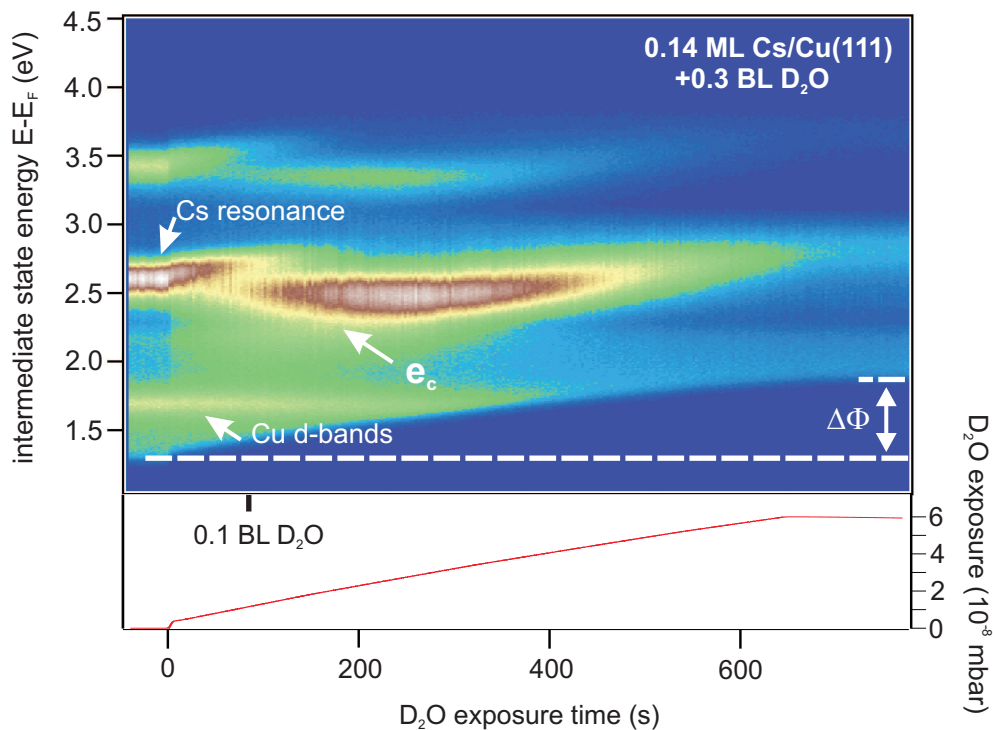 0.14 ML Cs/Cu(111)
+0.3 BL D₂O
intermediate state energy E-E_F (eV)
4.5
4.0
3.5
3.0
2.5
2.0
1.5
Cs resonance
e_c
Cu d-bands
ΔΦ
0.1 BL D₂O
6
4
2
0
D₂O exposure (10⁻⁸ mbar)
0 200 400 600
D₂O exposure time (s)